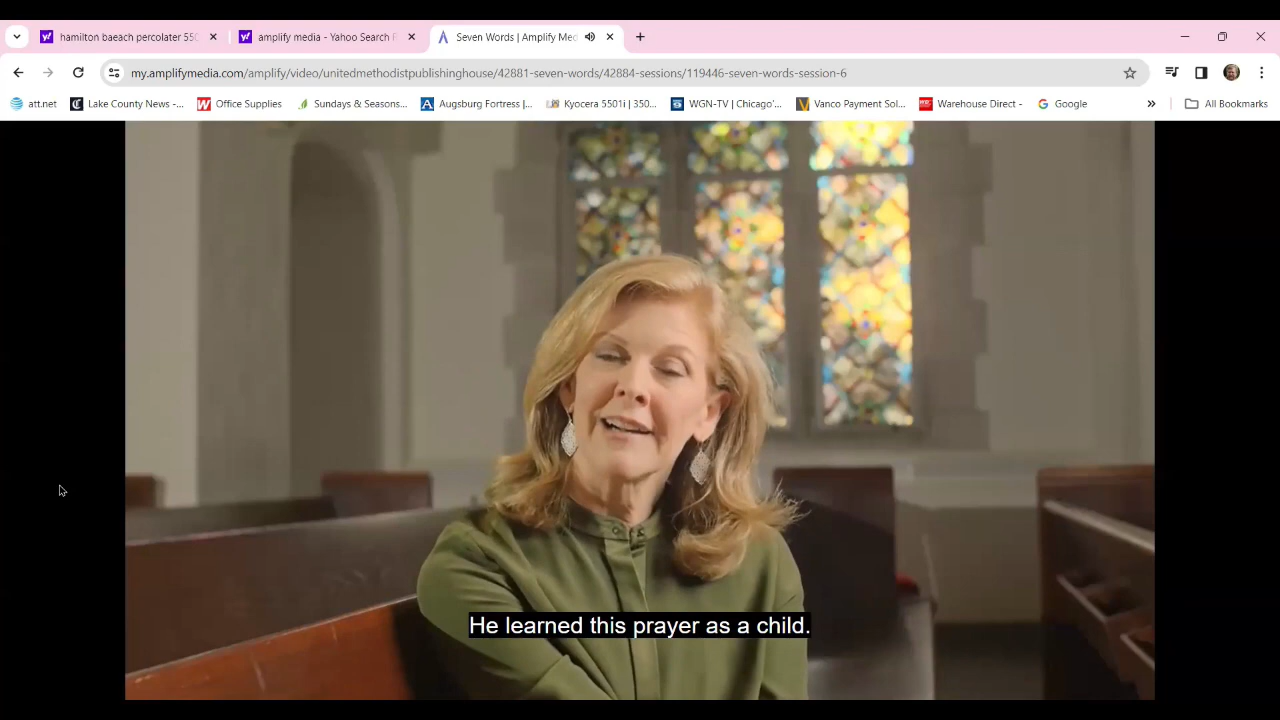 hamilton baeach percolater 550
amplify media - Yahoo Search R
Seven Words | Amplify Med
my.amplifymedia.com/amplify/video/unitedmethodistpublishinghouse/42881-seven-words/42884-sessions/119446-seven-words-session-6
att.net
Lake County News -...
Office Supplies
Sundays & Seasons...
Augsburg Fortress |...
Kyocera 5501i | 350...
WGN-TV | Chicago'...
Vanco Payment Sol...
Warehouse Direct -
Google
All Bookmarks
He learned this prayer as a child.